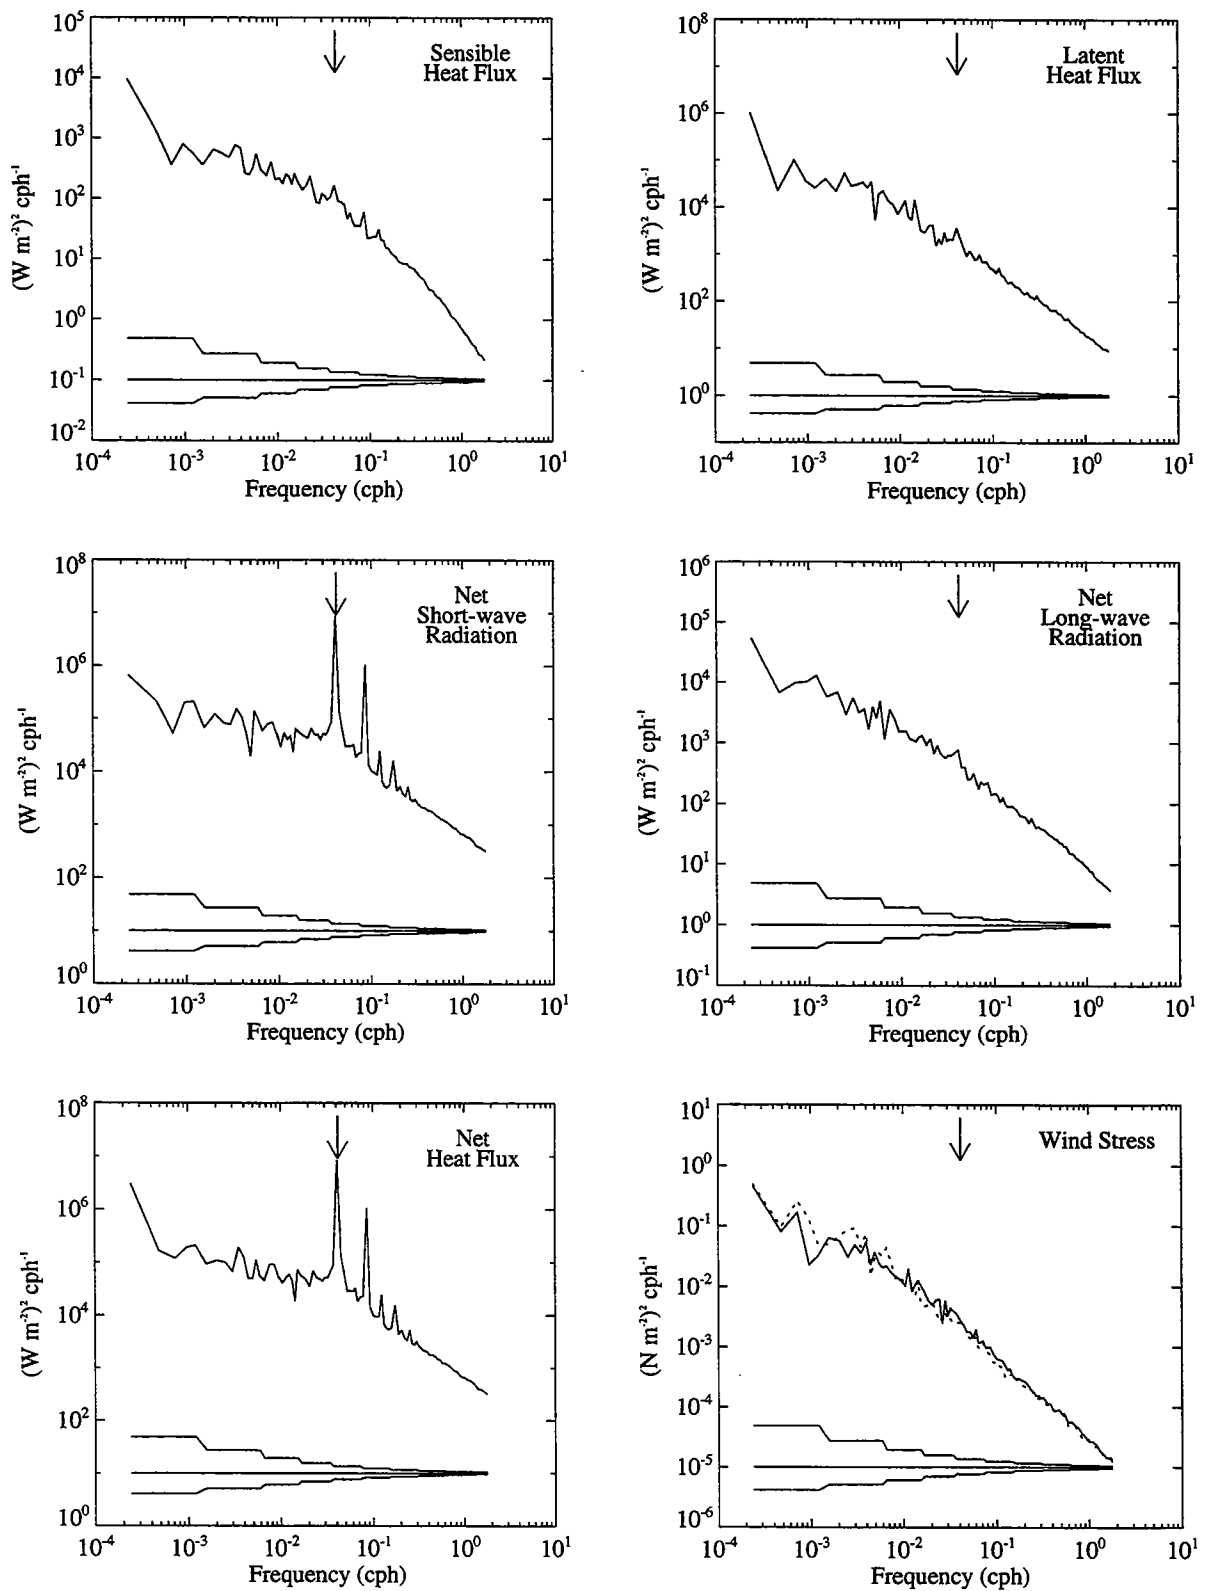 Sensible
Heat Flux
(W m⁻²)² cph⁻¹
10⁵
10⁴
10³
10²
10¹
10⁰
10⁻¹
10⁻²
10⁻⁴ 10⁻³ 10⁻² 10⁻¹ 10⁰ 10¹
Frequency (cph)
Latent
Heat Flux
(W m⁻²)² cph⁻¹
10⁸
10⁶
10⁴
10²
10⁰
10⁻⁴ 10⁻³ 10⁻² 10⁻¹ 10⁰ 10¹
Frequency (cph)
Net
Short-wave
Radiation
(W m⁻²)² cph⁻¹
10⁸
10⁶
10⁴
10²
10⁰
10⁻⁴ 10⁻³ 10⁻² 10⁻¹ 10⁰ 10¹
Frequency (cph)
Net
Long-wave
Radiation
(W m⁻²)² cph⁻¹
10⁶
10⁵
10⁴
10³
10²
10¹
10⁰
10⁻¹
10⁻⁴ 10⁻³ 10⁻² 10⁻¹ 10⁰ 10¹
Frequency (cph)
Net
Heat Flux
(W m⁻²)² cph⁻¹
10⁸
10⁶
10⁴
10²
10⁰
10⁻⁴ 10⁻³ 10⁻² 10⁻¹ 10⁰ 10¹
Frequency (cph)
Wind Stress
(N m⁻²)² cph⁻¹
10¹
10⁰
10⁻¹
10⁻²
10⁻³
10⁻⁴
10⁻⁵
10⁻⁶
10⁻⁴ 10⁻³ 10⁻² 10⁻¹ 10⁰ 10¹
Frequency (cph)